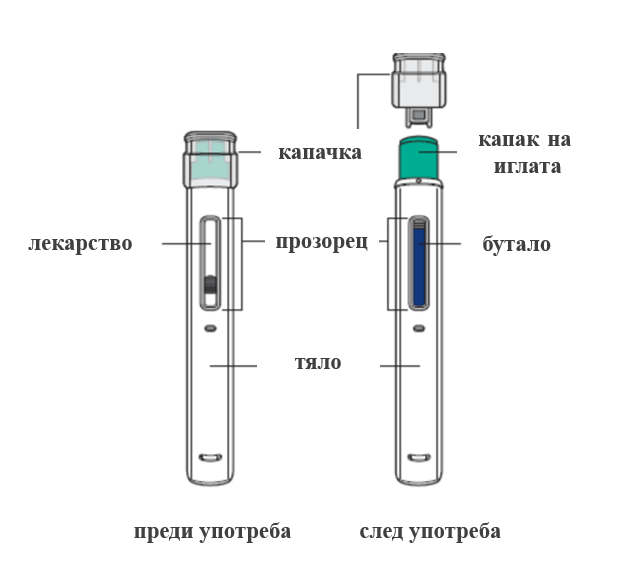 капачка
капак на
иглата
лекарство
прозорец
бутало
тяло
преди употреба
след употреба